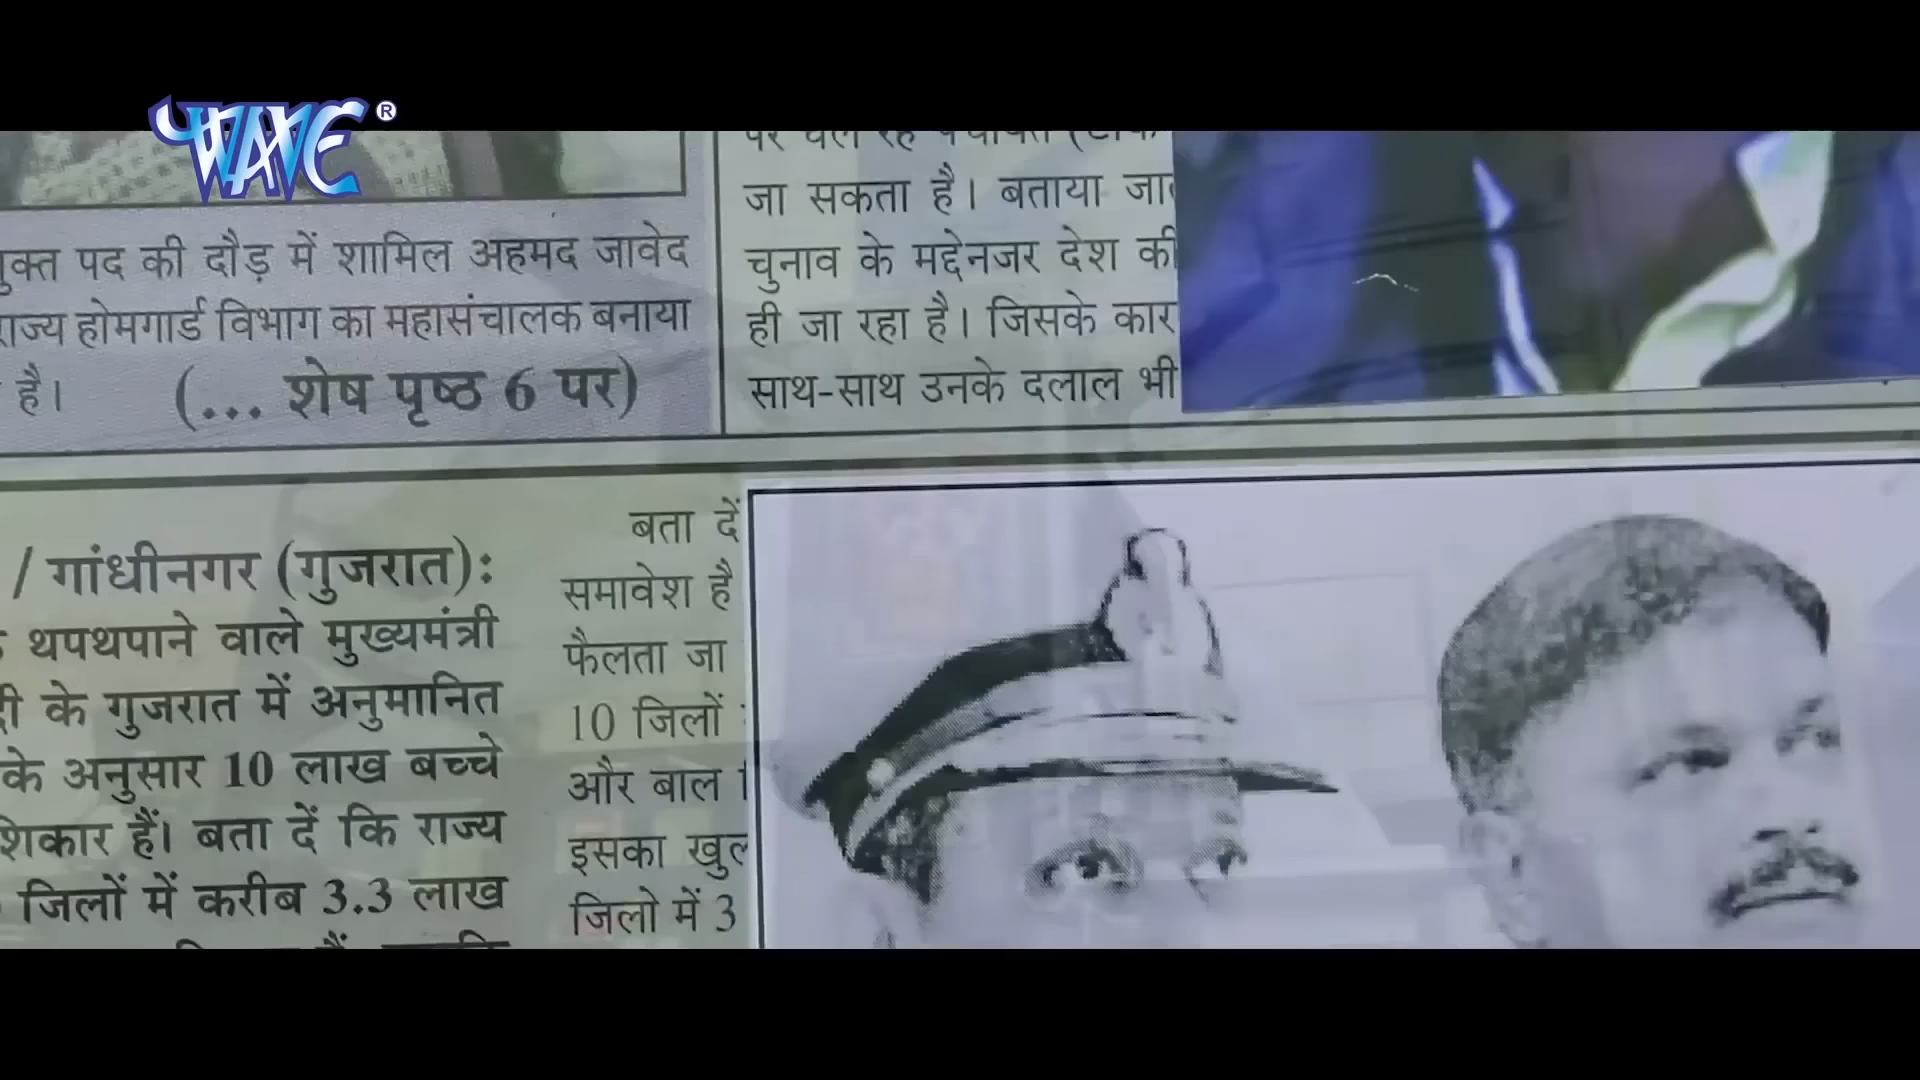 WAVE®
पद की दौड़ में शामिल अहमद जावेद
राज्य होमगार्ड विभाग का महासंचालक बनाया
है।
(... शेष पृष्ठ 6 पर)
जा सकता है। बताया
चुनाव के मद्देनजर देश की
ही जा रहा है। जिसके
साथ-साथ उनके दलाल भी
/ गांधीनगर (गुजरात):
थपथपाने वाले मुख्यमंत्री
के गुजरात में अनुमानित
के अनुसार 10 लाख बच्चे
शिकार हैं। बता दें कि राज्य
जिलों में करीब 3.3 लाख
बता दें
समावेश है
फैलता जा
10 जिलों
और बाल
इसका
जिलो में 3